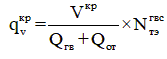 q_v^кр = V^кр / (Q_гв + Q_от) × N_тэ^гвс